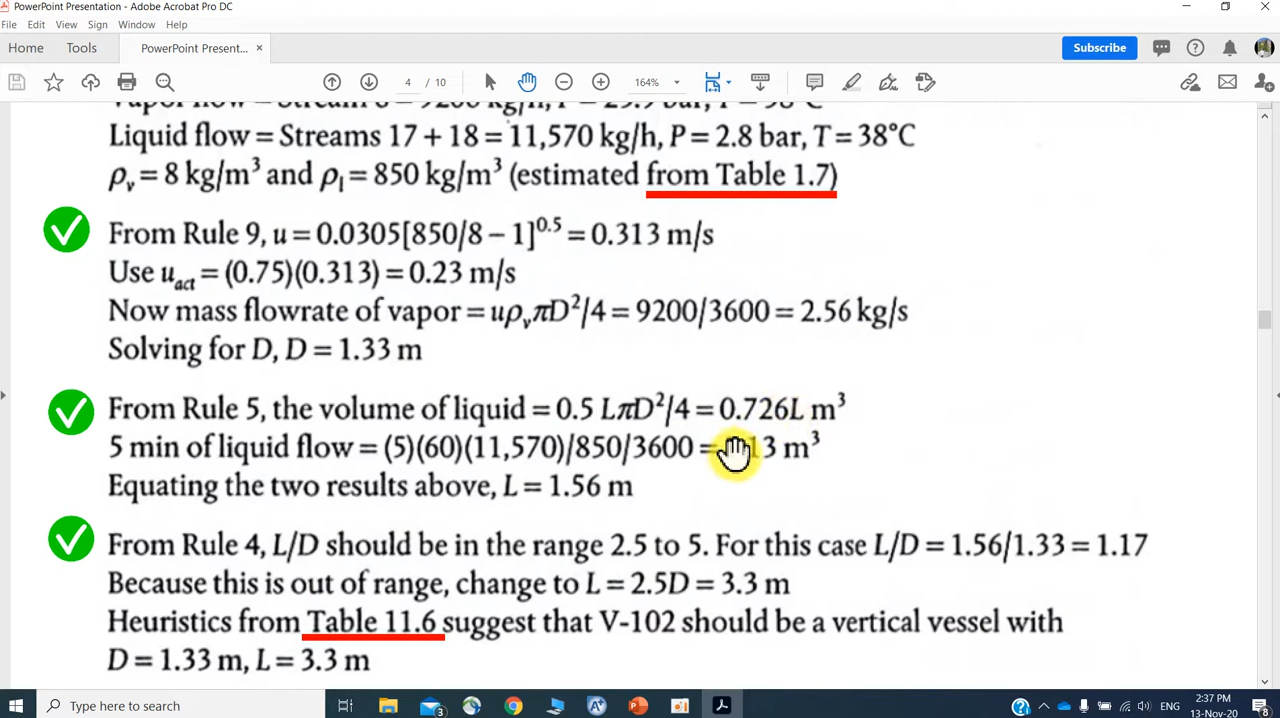 PowerPoint Presentation - Adobe Acrobat Pro DC
File Edit View Sign Window Help
Home Tools PowerPoint Present... × Subscribe
4 / 10 164%
Liquid flow = Streams 17 + 18 = 11,570 kg/h, P = 2.8 bar, T = 38°C
ρv = 8 kg/m³ and ρl = 850 kg/m³ (estimated from Table 1.7)
From Rule 9, u = 0.0305[850/8 – 1]^0.5 = 0.313 m/s
Use uact = (0.75)(0.313) = 0.23 m/s
Now mass flowrate of vapor = uρvπD²/4 = 9200/3600 = 2.56 kg/s
Solving for D, D = 1.33 m
From Rule 5, the volume of liquid = 0.5 LπD²/4 = 0.726L m³
5 min of liquid flow = (5)(60)(11,570)/850/3600 = 13 m³
Equating the two results above, L = 1.56 m
From Rule 4, L/D should be in the range 2.5 to 5. For this case L/D = 1.56/1.33 = 1.17
Because this is out of range, change to L = 2.5D = 3.3 m
Heuristics from Table 11.6 suggest that V-102 should be a vertical vessel with
D = 1.33 m, L = 3.3 m
Type here to search
3
ENG
2:37 PM
13-Nov-20
8